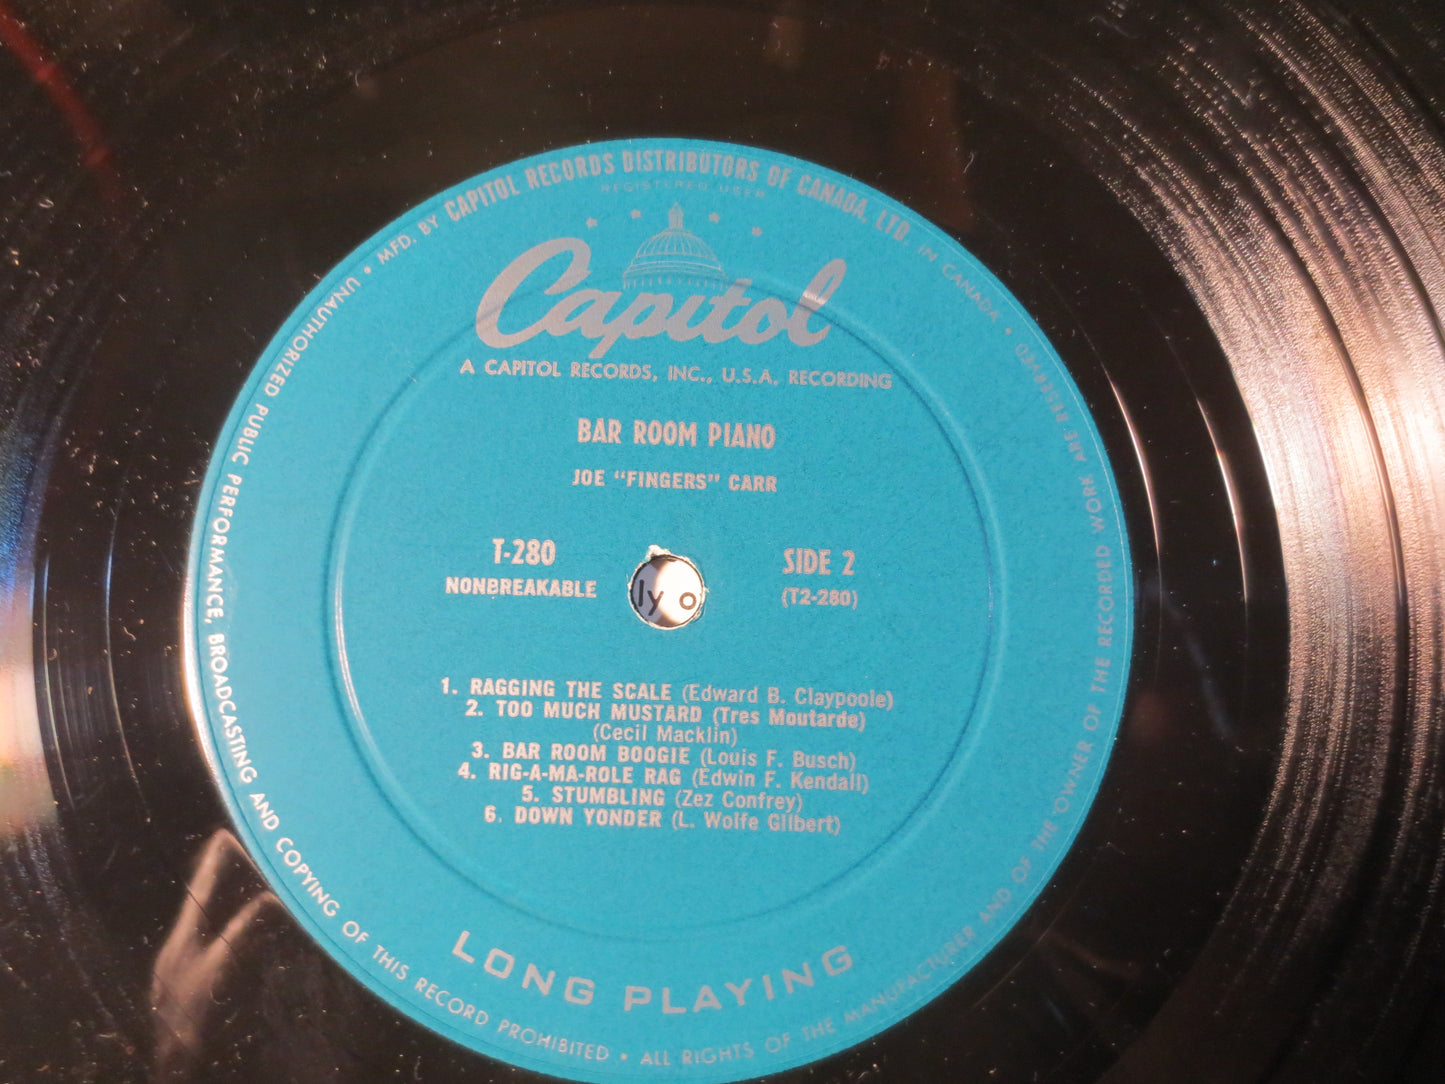 MFD. BY CAPITOL RECORDS DISTRIBUTORS OF CANADA, LTD. IN CANADA •
REGISTERED USER
Capitol
A CAPITOL RECORDS, INC., U.S.A. RECORDING
BAR ROOM PIANO
JOE "FINGERS" CARR
T-280
NONBREAKABLE
SIDE 2
(T2-280)
ly o
1. RAGGING THE SCALE (Edward B. Claypoole)
2. TOO MUCH MUSTARD (Tres Moutarde)
(Cecil Macklin)
3. BAR ROOM BOOGIE (Louis F. Busch)
4. RIG-A-MA-ROLE RAG (Edwin F. Kendall)
5. STUMBLING (Zez Confrey)
6. DOWN YONDER (L. Wolfe Gilbert)
LONG PLAYING
UNAUTHORIZED PUBLIC PERFORMANCE, BROADCASTING AND COPYING OF THIS RECORD PROHIBITED • ALL RIGHTS OF THE MANUFACTURER AND OF THE OWNER OF THE RECORDED WORK ARE RESERVED